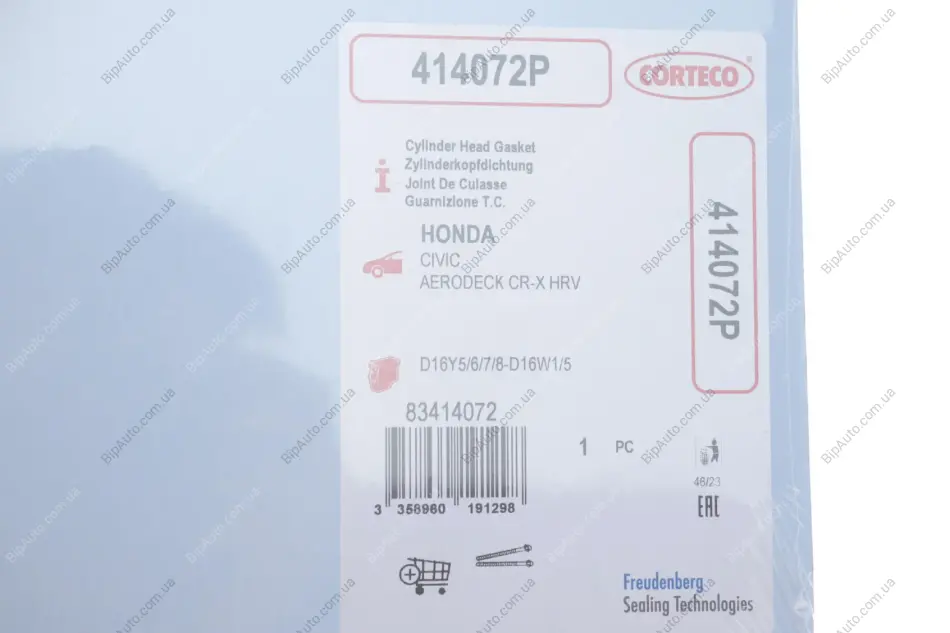 414072P
CORTECO
Cylinder Head Gasket
Zylinderkopfdichtung
Joint De Culasse
Guarnizione T.C.
HONDA
CIVIC
AERODECK CR-X HRV
414072P
D16Y5/6/7/8-D16W1/5
83414072
1 PC
46/23
EAC
3 358960 191298
Freudenberg
Sealing Technologies
BipAuto.com.ua